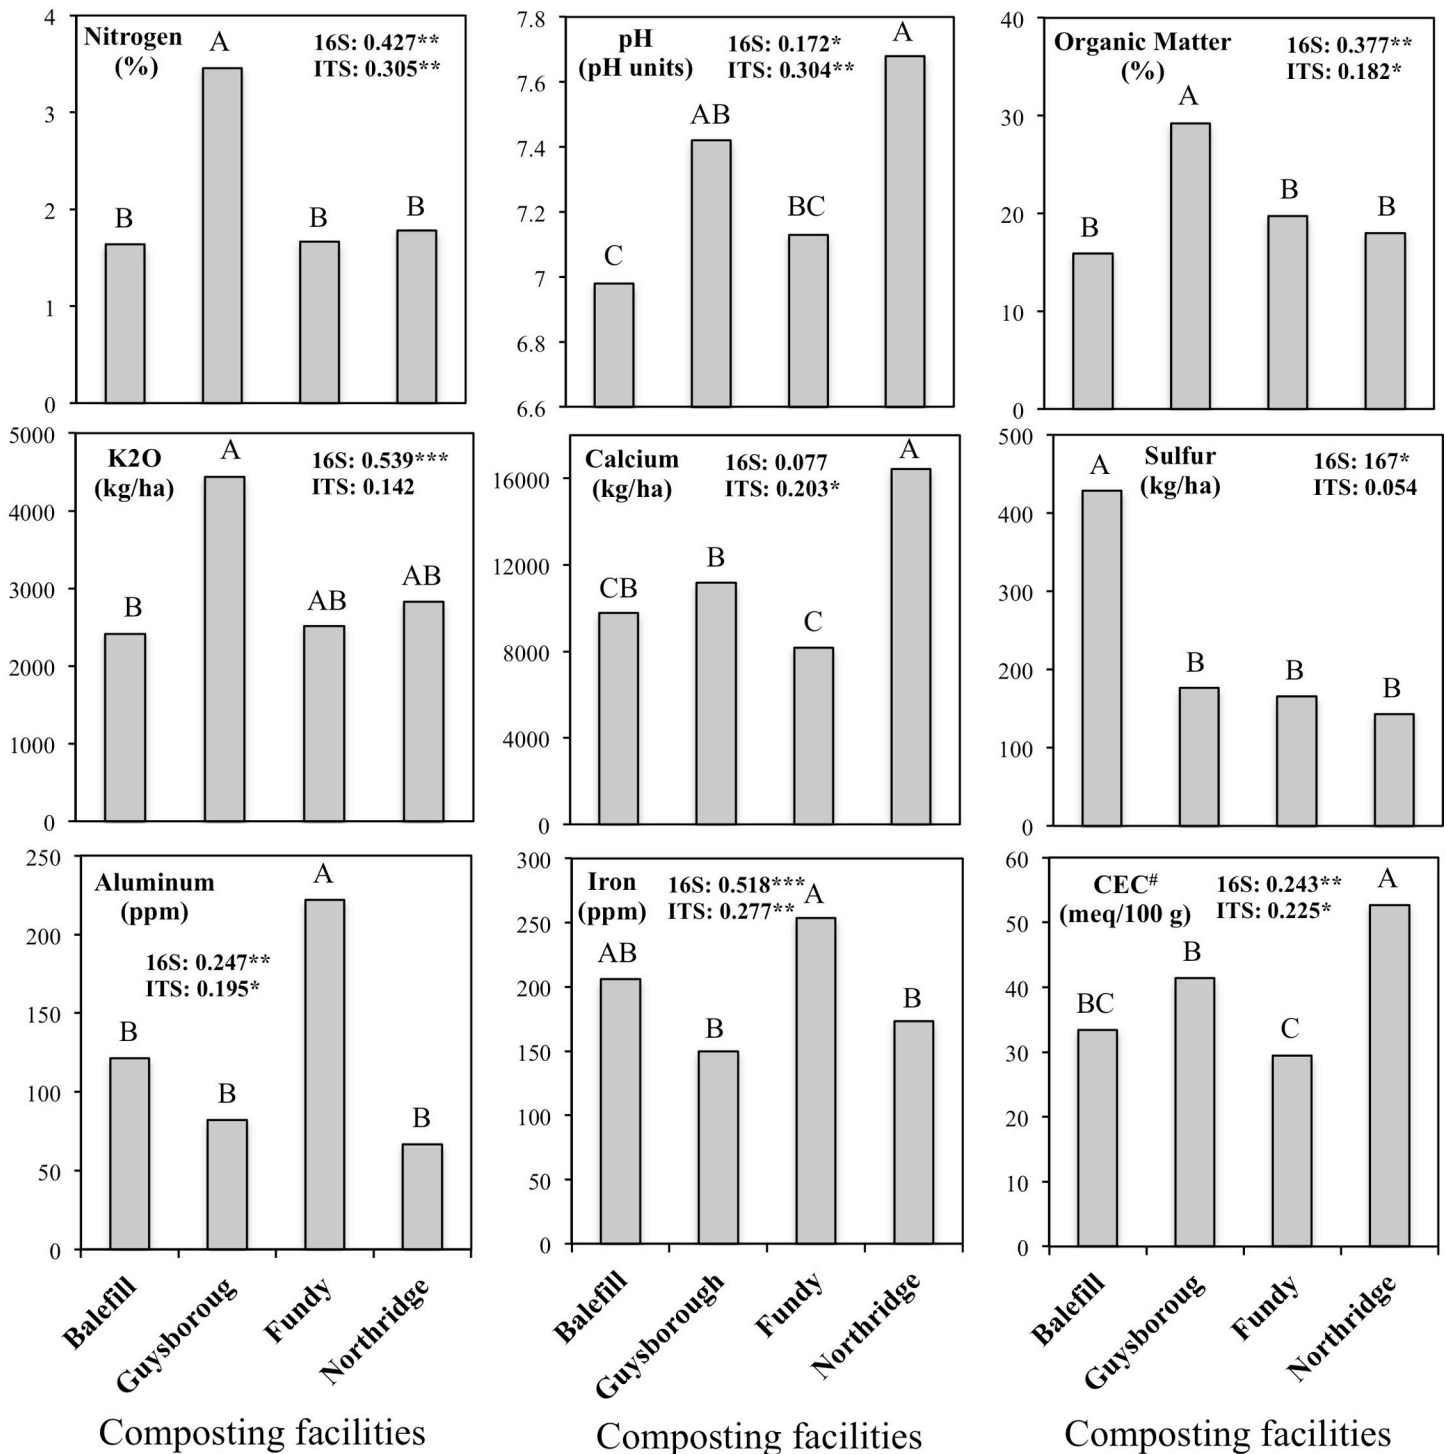 Nitrogen
(%)
16S: 0.427**
ITS: 0.305**
4
3
2
1
0
B
A
B
B
pH
(pH units)
16S: 0.172*
ITS: 0.304**
7.8
7.6
7.4
7.2
7
6.8
6.6
C
AB
BC
A
Organic Matter
(%)
16S: 0.377**
ITS: 0.182*
40
30
20
10
0
B
A
B
B
K2O
(kg/ha)
16S: 0.539***
ITS: 0.142
5000
4000
3000
2000
1000
0
B
A
AB
AB
Calcium
(kg/ha)
16S: 0.077
ITS: 0.203*
16000
12000
8000
4000
0
CB
B
C
A
Sulfur
(kg/ha)
16S: 167*
ITS: 0.054
500
400
300
200
100
0
A
B
B
B
Aluminum
(ppm)
16S: 0.247**
ITS: 0.195*
250
200
150
100
50
0
B
B
A
B
Balefill
Guysboroug
Fundy
Northridge
Composting facilities
Iron
(ppm)
16S: 0.518***
ITS: 0.277**
300
250
200
150
100
50
0
AB
B
A
B
Balefill
Guysborough
Fundy
Northridge
Composting facilities
CEC#
(meq/100 g)
16S: 0.243**
ITS: 0.225*
60
50
40
30
20
10
0
BC
B
C
A
Balefill
Guysboroug
Fundy
Northridge
Composting facilities